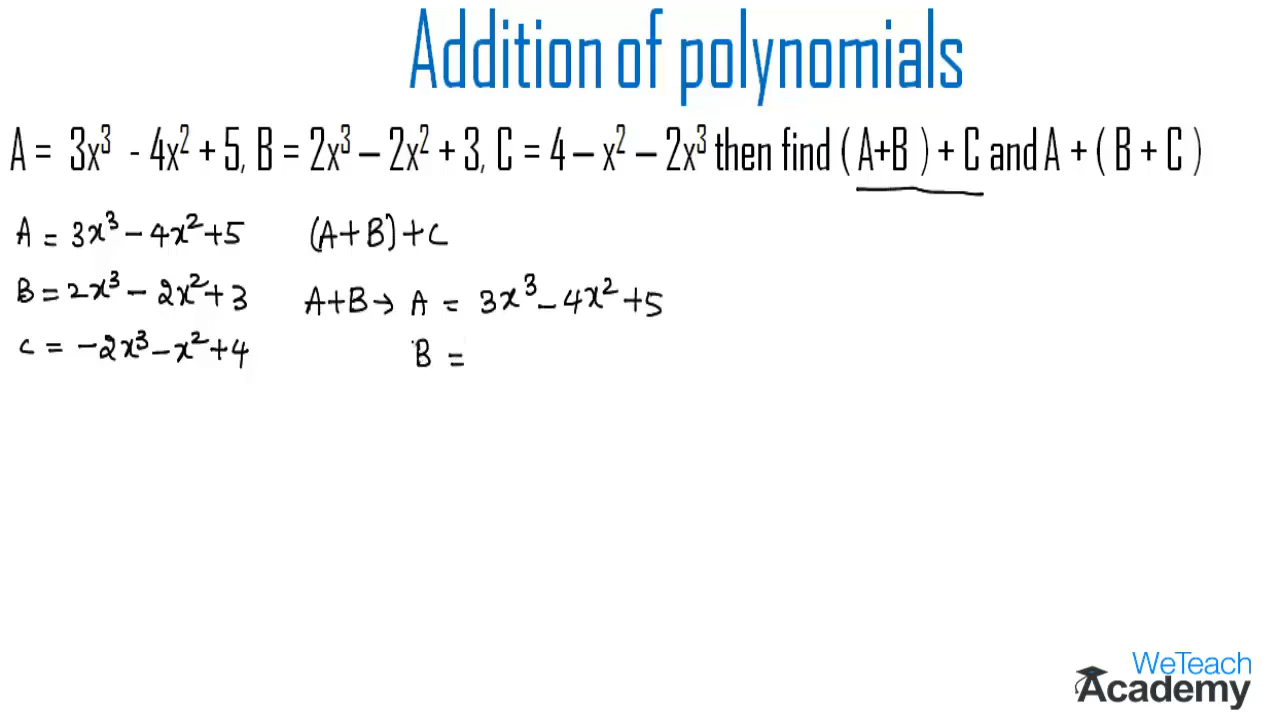 Addition of polynomials
A = 3x³ - 4x² + 5, B = 2x³ – 2x² + 3, C = 4 – x² – 2x³ then find ( A+B ) + C and A + ( B + C )
A = 3x³ – 4x² + 5 (A+B)+C
B = 2x³ – 2x² + 3 A+B → A = 3x³ – 4x² + 5
C = –2x³ – x² + 4 B =
WeTeach
Academy